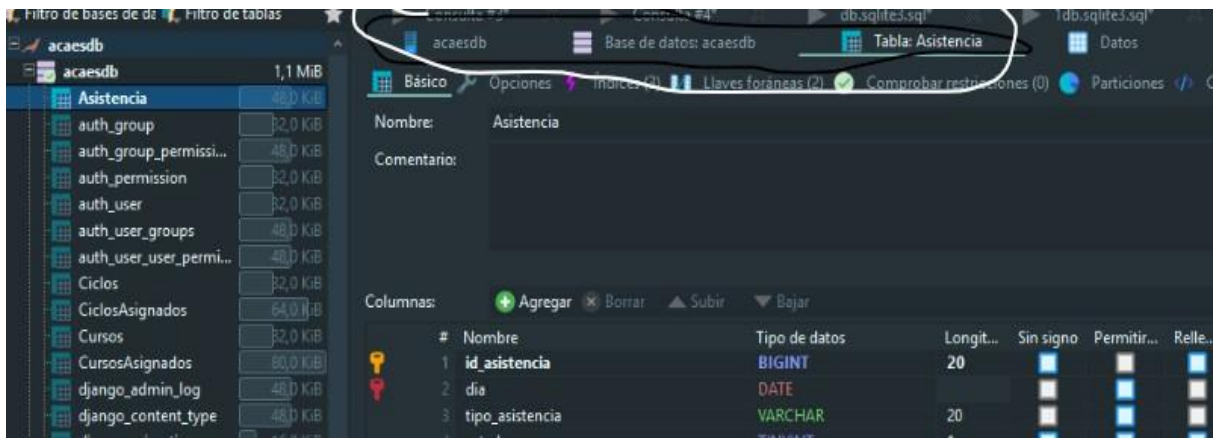 Filtro de bases de da Filtro de tablas
Consulta #3* Consulta #4* db.sqlite3.sql* 1db.sqlite3.sql*
acaesdb Base de datos: acaesdb Tabla: Asistencia Datos
acaesdb
acaesdb 1,1 MiB
Asistencia 48,0 KiB
auth_group 32,0 KiB
auth_group_permissi... 48,0 KiB
auth_permission 32,0 KiB
auth_user 32,0 KiB
auth_user_groups 48,0 KiB
auth_user_user_permi... 48,0 KiB
Ciclos 32,0 KiB
CiclosAsignados 64,0 KiB
Cursos 32,0 KiB
CursosAsignados 80,0 KiB
django_admin_log 48,0 KiB
django_content_type 48,0 KiB
Básico Opciones Índices (3) Llaves foráneas (2) Comprobar restricciones (0) Particiones
Nombre: Asistencia
Comentario:
Columnas: Agregar Borrar Subir Bajar
# Nombre Tipo de datos Longit... Sin signo Permitir... Relle...
1 id_asistencia BIGINT 20
2 dia DATE
3 tipo_asistencia VARCHAR 20